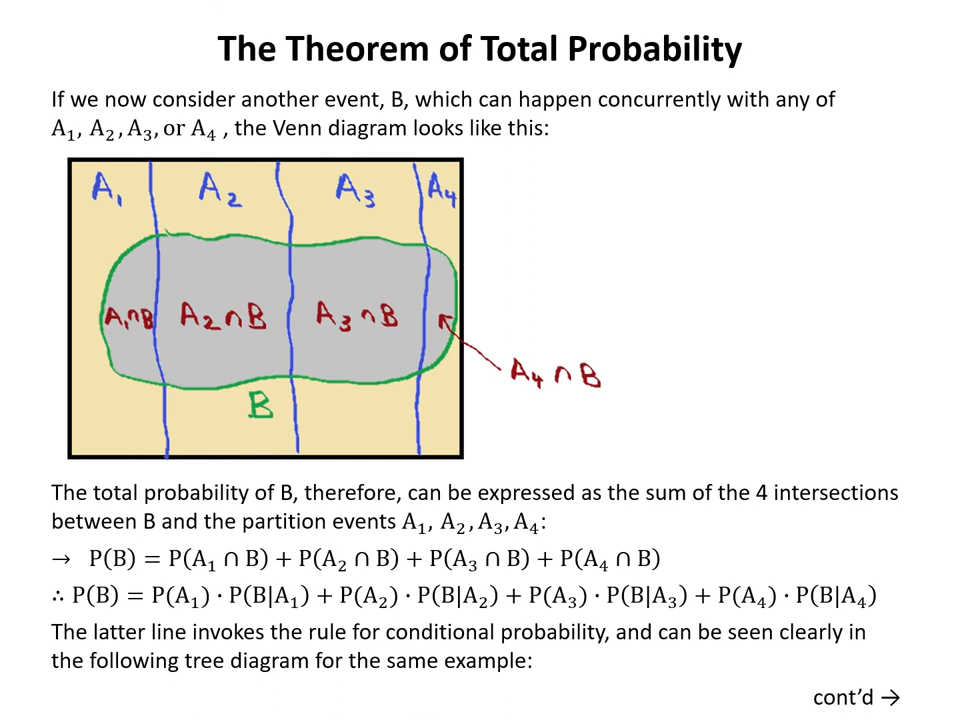 The Theorem of Total Probability
If we now consider another event, B, which can happen concurrently with any of
A₁, A₂, A₃, or A₄ , the Venn diagram looks like this:
A₁ A₂ A₃ A₄
A₁∩B A₂∩B A₃∩B
A₄∩B
B
The total probability of B, therefore, can be expressed as the sum of the 4 intersections
between B and the partition events A₁, A₂, A₃, A₄:
→ P(B) = P(A₁ ∩ B) + P(A₂ ∩ B) + P(A₃ ∩ B) + P(A₄ ∩ B)
∴ P(B) = P(A₁) · P(B|A₁) + P(A₂) · P(B|A₂) + P(A₃) · P(B|A₃) + P(A₄) · P(B|A₄)
The latter line invokes the rule for conditional probability, and can be seen clearly in
the following tree diagram for the same example:
cont’d →